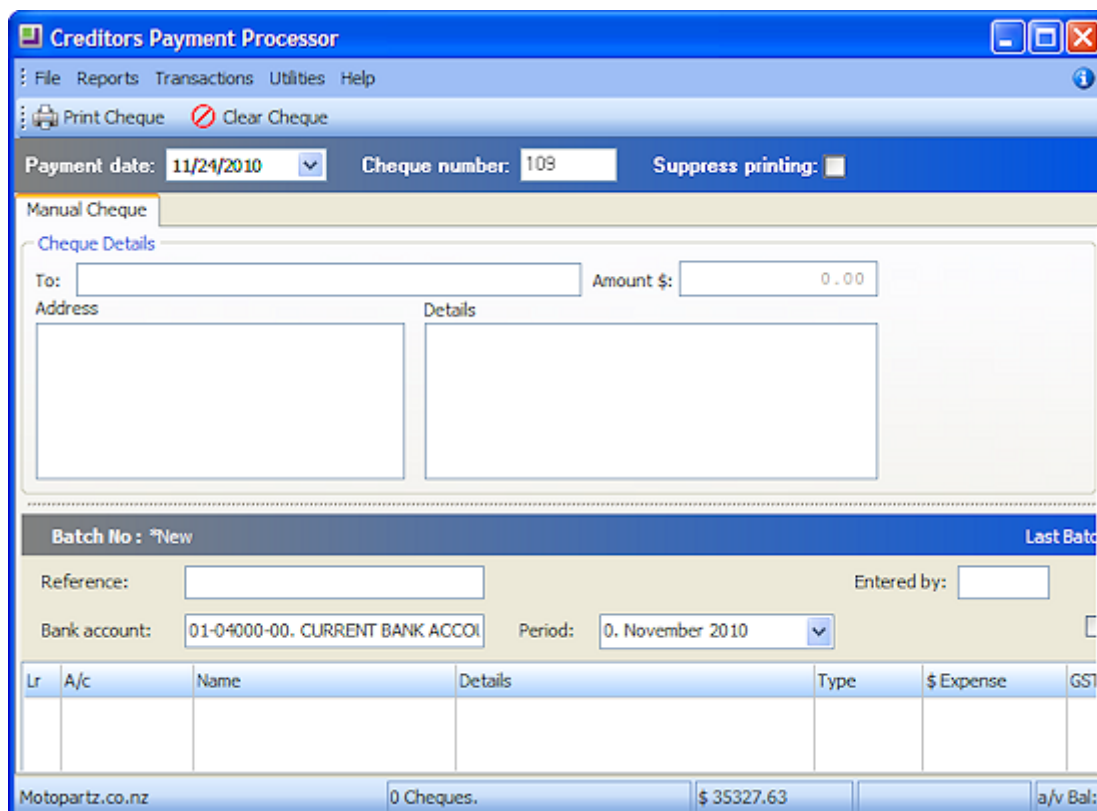 Creditors Payment Processor
File Reports Transactions Utilities Help
Print Cheque Clear Cheque
Payment date: 11/24/2010 Cheque number: 109 Suppress printing:
Manual Cheque
Cheque Details
To: Amount $: 0.00
Address Details
Batch No : *New Last Batc
Reference: Entered by:
Bank account: 01-04000-00. CURRENT BANK ACCOU Period: 0. November 2010
Lr A/c Name Details Type $ Expense GST
Motopartz.co.nz 0 Cheques. $ 35327.63 a/v Bal: